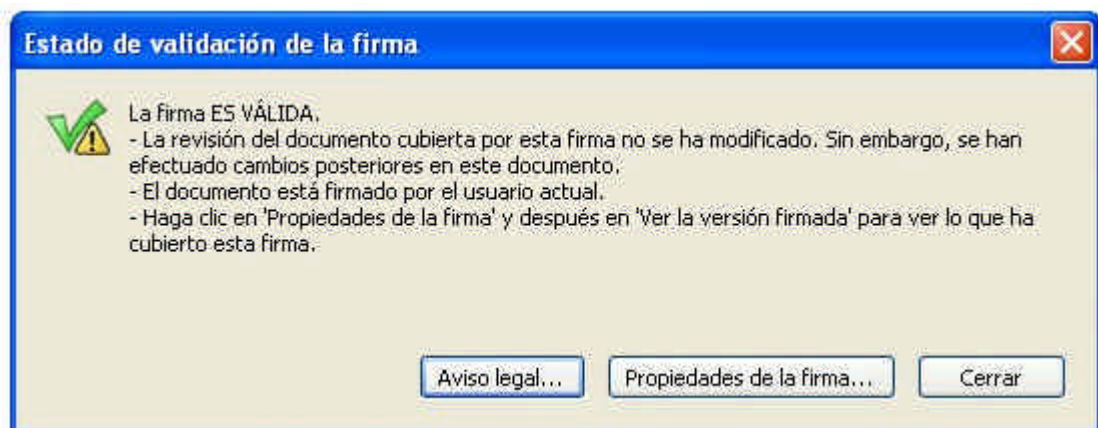 Estado de validación de la firma
La firma ES VÁLIDA.
- La revisión del documento cubierta por esta firma no se ha modificado. Sin embargo, se han
efectuado cambios posteriores en este documento.
- El documento está firmado por el usuario actual.
- Haga clic en 'Propiedades de la firma' y después en 'Ver la versión firmada' para ver lo que ha
cubierto esta firma.
Aviso legal... Propiedades de la firma... Cerrar